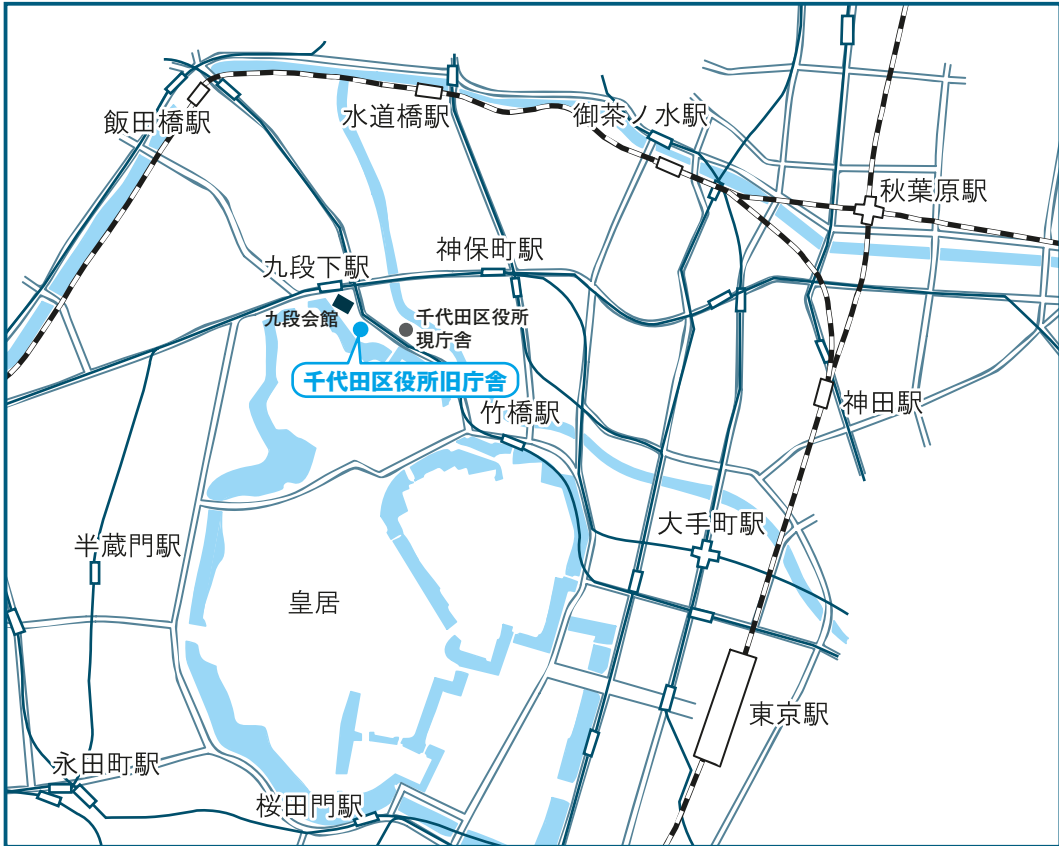 飯田橋駅
水道橋駅
御茶ノ水駅
秋葉原駅
神保町駅
九段下駅
九段会館
千代田区役所
現庁舎
千代田区役所旧庁舎
竹橋駅
神田駅
大手町駅
半蔵門駅
皇居
東京駅
永田町駅
桜田門駅